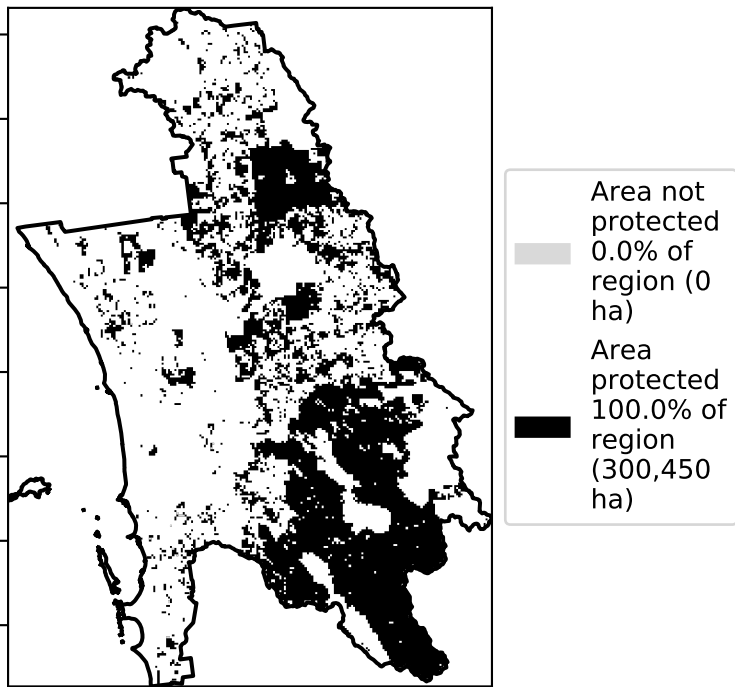 Area not
protected
0.0% of
region (0
ha)
Area
protected
100.0% of
region
(300,450
ha)